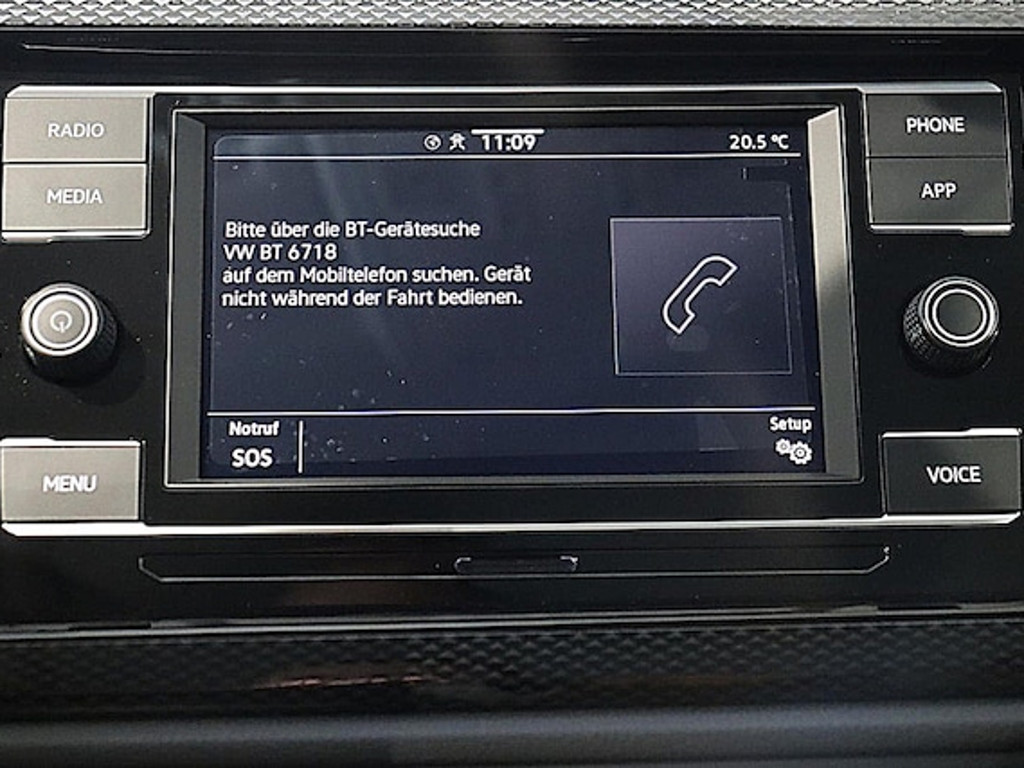 RADIO
MEDIA
MENU
11:09
20.5 °C
Bitte über die BT-Gerätesuche
VW BT 6718
auf dem Mobiltelefon suchen. Gerät
nicht während der Fahrt bedienen.
Notruf
SOS
Setup
PHONE
APP
VOICE